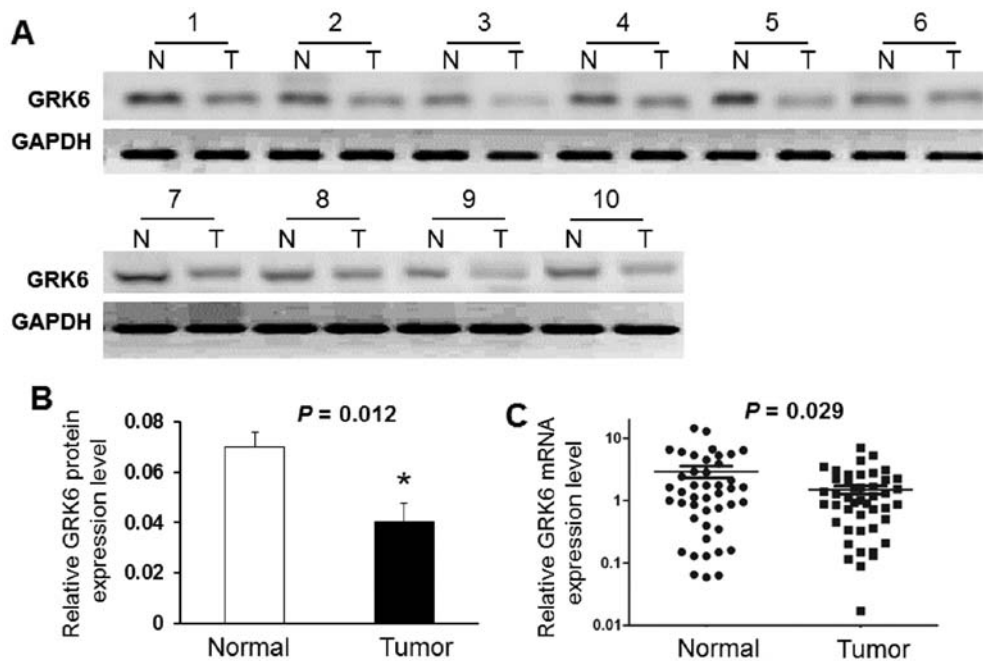 A
1 2 3 4 5 6
N T N T N T N T N T N T
GRK6
GAPDH
7 8 9 10
N T N T N T N T
GRK6
GAPDH
B
P = 0.012
Relative GRK6 protein
expression level
0.08
0.06
0.04
0.02
0
*
Normal Tumor
C
P = 0.029
Relative GRK6 mRNA
expression level
10
1
0.1
0.01
Normal Tumor